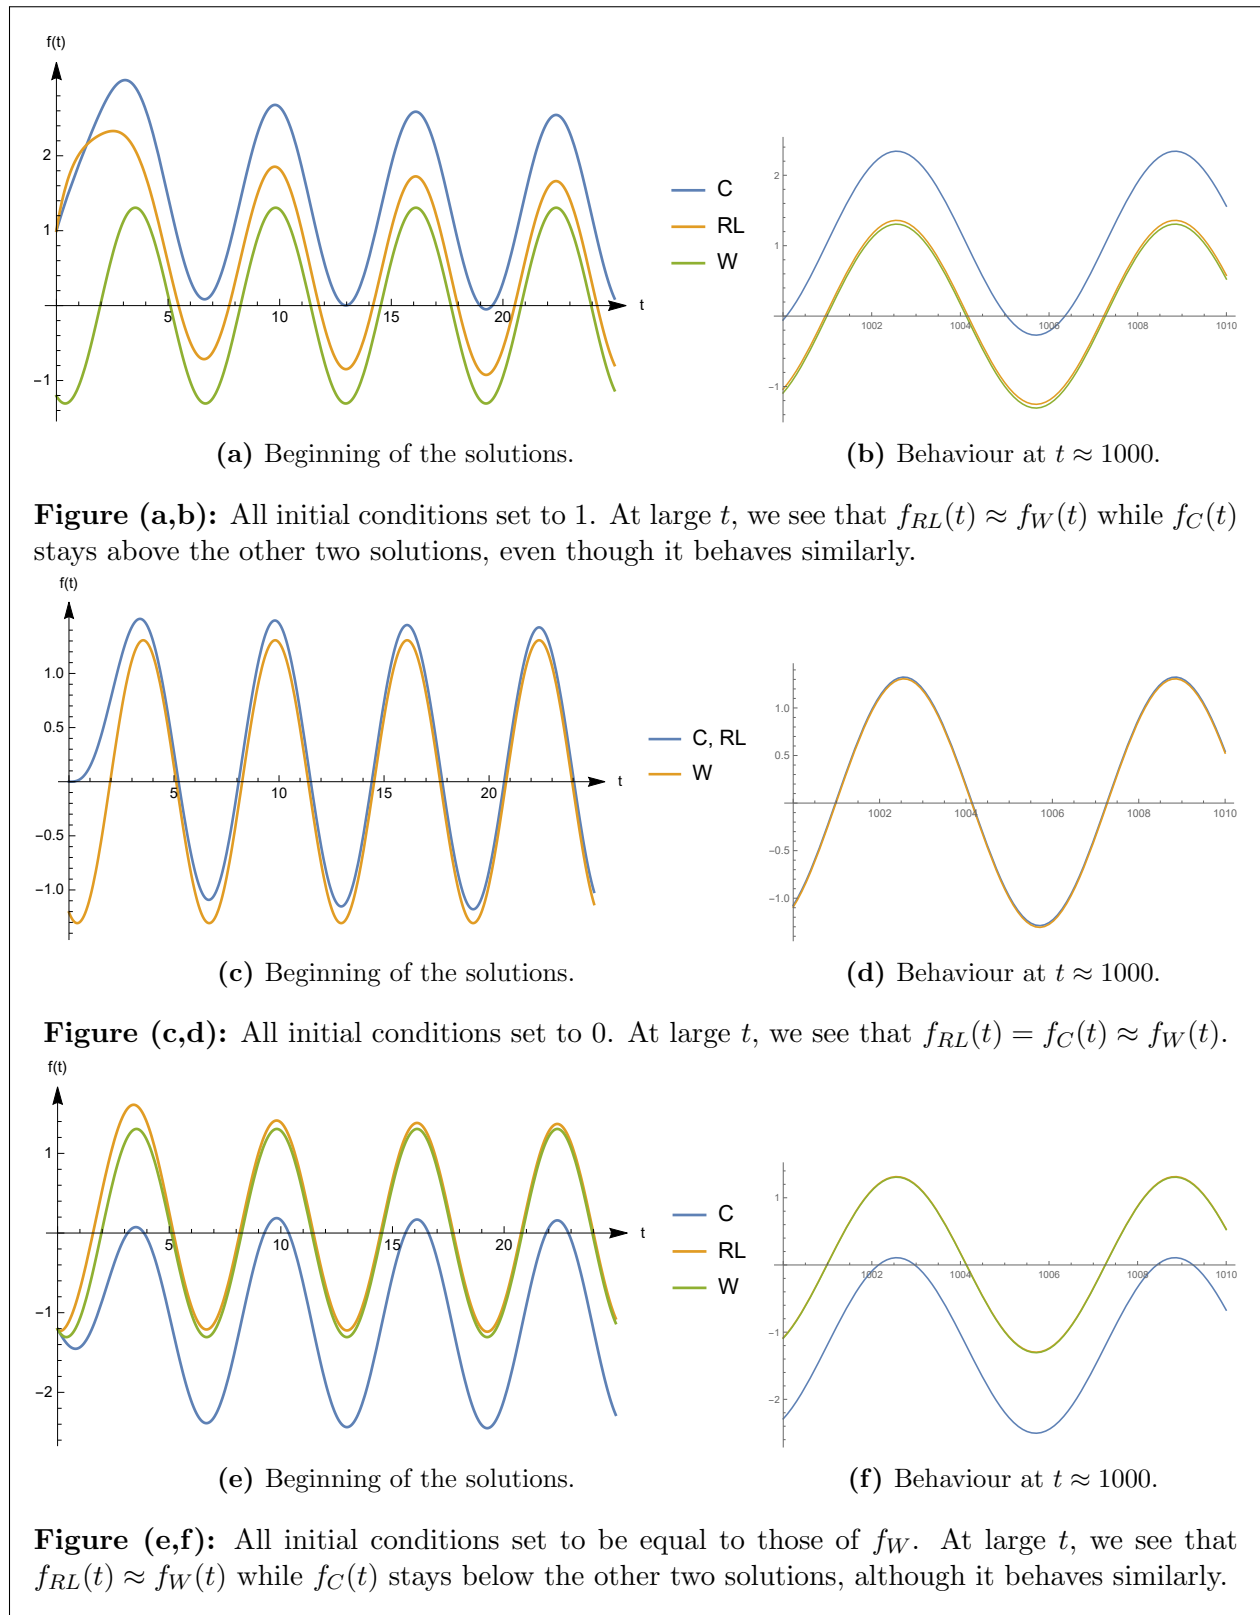 f(t)
2
1
−1
5
10
15
20
t
C
RL
W
2
1
−1
1002
1004
1006
1008
1010
(a) Beginning of the solutions.
(b) Behaviour at t ≈ 1000.
Figure (a,b): All initial conditions set to 1. At large t, we see that f_{RL}(t) ≈ f_W(t) while f_C(t)
stays above the other two solutions, even though it behaves similarly.
f(t)
1.0
0.5
−0.5
−1.0
5
10
15
20
t
C, RL
W
1.0
0.5
−0.5
−1.0
1002
1004
1006
1008
1010
(c) Beginning of the solutions.
(d) Behaviour at t ≈ 1000.
Figure (c,d): All initial conditions set to 0. At large t, we see that f_{RL}(t) = f_C(t) ≈ f_W(t).
f(t)
1
−1
−2
5
10
15
20
t
C
RL
W
1
−1
−2
1002
1004
1006
1008
1010
(e) Beginning of the solutions.
(f) Behaviour at t ≈ 1000.
Figure (e,f): All initial conditions set to be equal to those of f_W. At large t, we see that
f_{RL}(t) ≈ f_W(t) while f_C(t) stays below the other two solutions, although it behaves similarly.